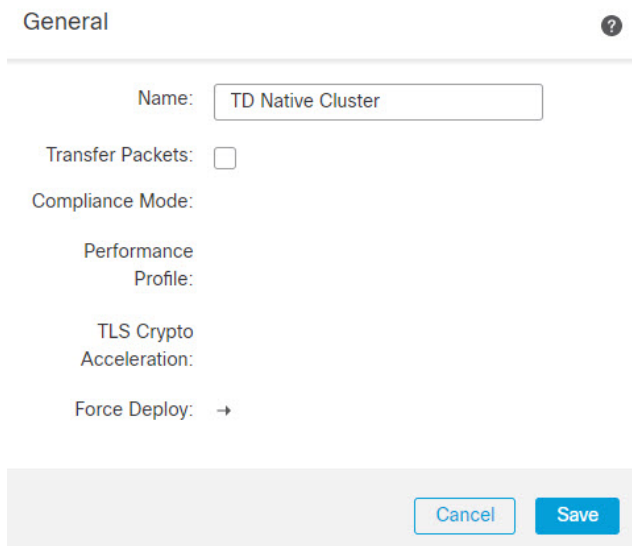 General
?
Name: TD Native Cluster
Transfer Packets:
Compliance Mode:
Performance
Profile:
TLS Crypto
Acceleration:
Force Deploy: →
Cancel Save